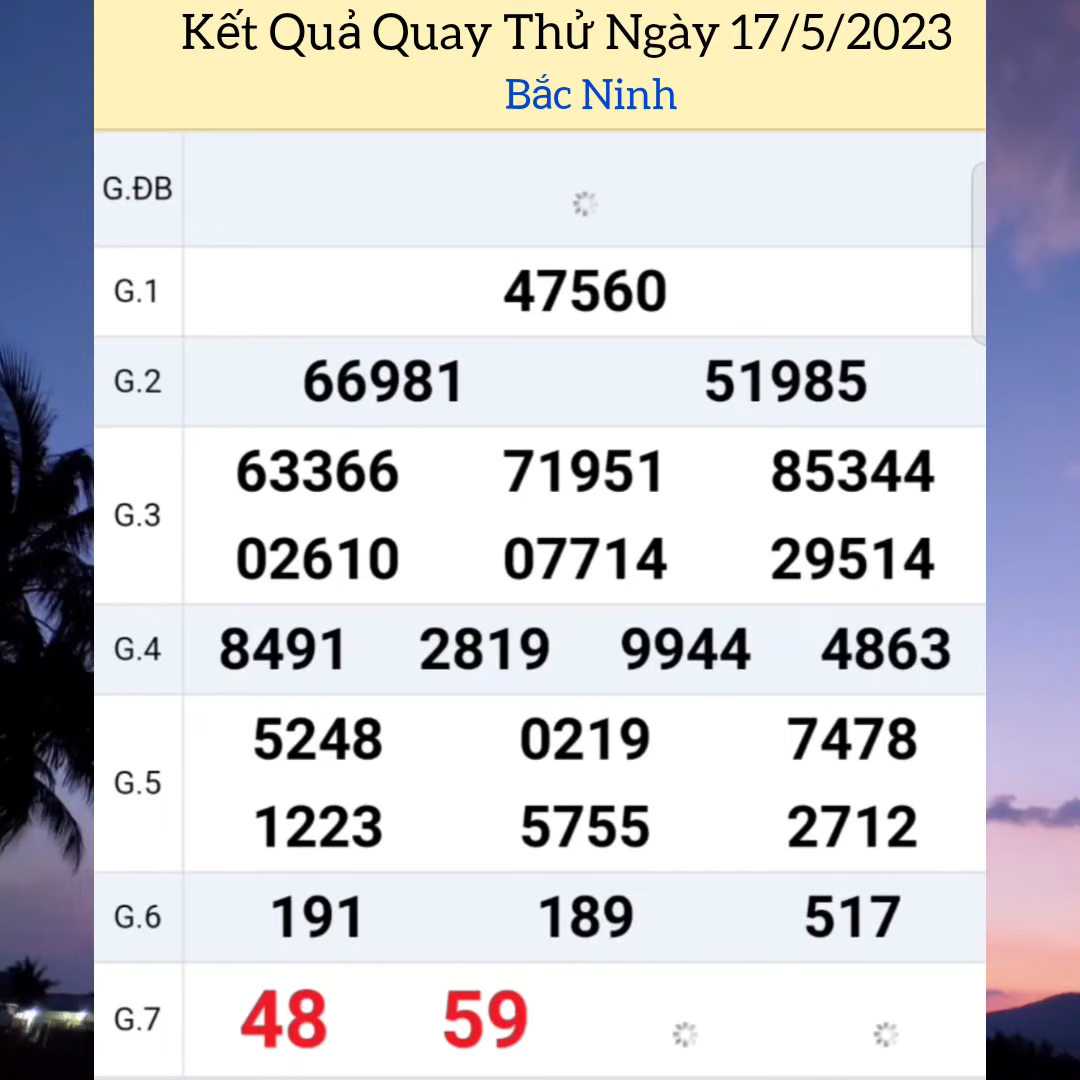 Kết Quả Quay Thử Ngày 17/5/2023
Bắc Ninh
G.ĐB
G.1 47560
G.2 66981 51985
G.3
63366 71951 85344
02610 07714 29514
G.4 8491 2819 9944 4863
G.5
5248 0219 7478
1223 5755 2712
G.6 191 189 517
G.7 48 59